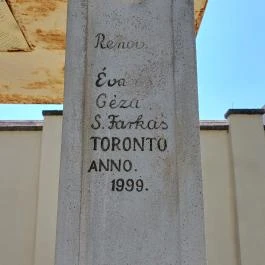 Renov.
Éva
Géza
S. Farkas
TORONTO
ANNO.
1999.